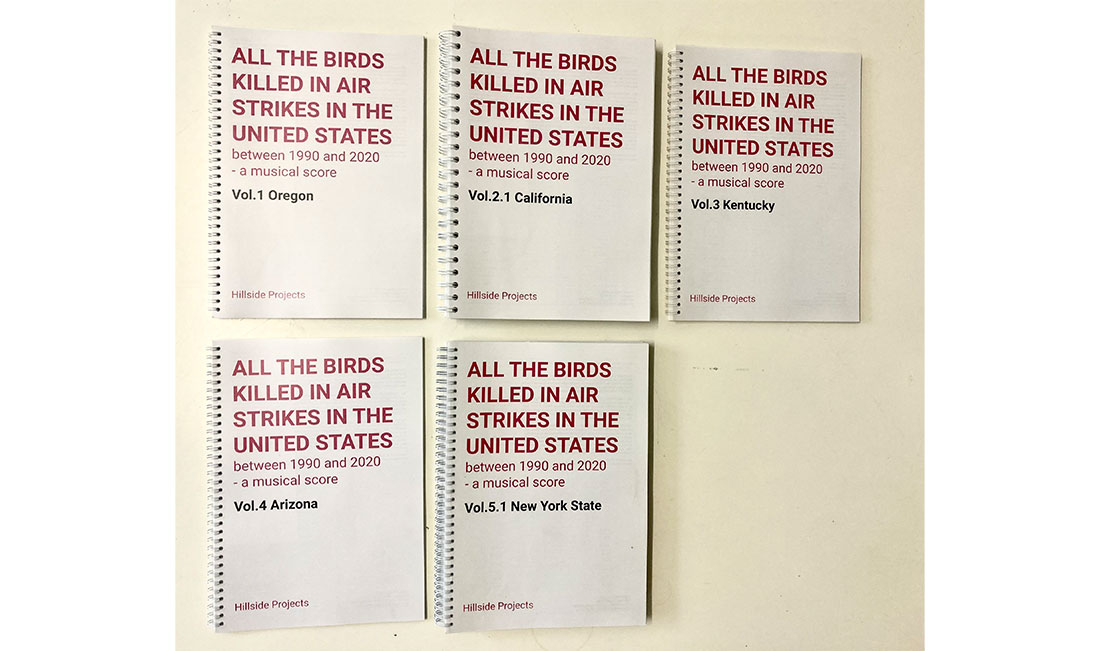 ALL THE BIRDS
KILLED IN AIR
STRIKES IN THE
UNITED STATES
between 1990 and 2020
- a musical score
Vol.1 Oregon
Hillside Projects
ALL THE BIRDS
KILLED IN AIR
STRIKES IN THE
UNITED STATES
between 1990 and 2020
- a musical score
Vol.2.1 California
Hillside Projects
ALL THE BIRDS
KILLED IN AIR
STRIKES IN THE
UNITED STATES
between 1990 and 2020
- a musical score
Vol.3 Kentucky
Hillside Projects
ALL THE BIRDS
KILLED IN AIR
STRIKES IN THE
UNITED STATES
between 1990 and 2020
- a musical score
Vol.4 Arizona
Hillside Projects
ALL THE BIRDS
KILLED IN AIR
STRIKES IN THE
UNITED STATES
between 1990 and 2020
- a musical score
Vol.5.1 New York State
Hillside Projects